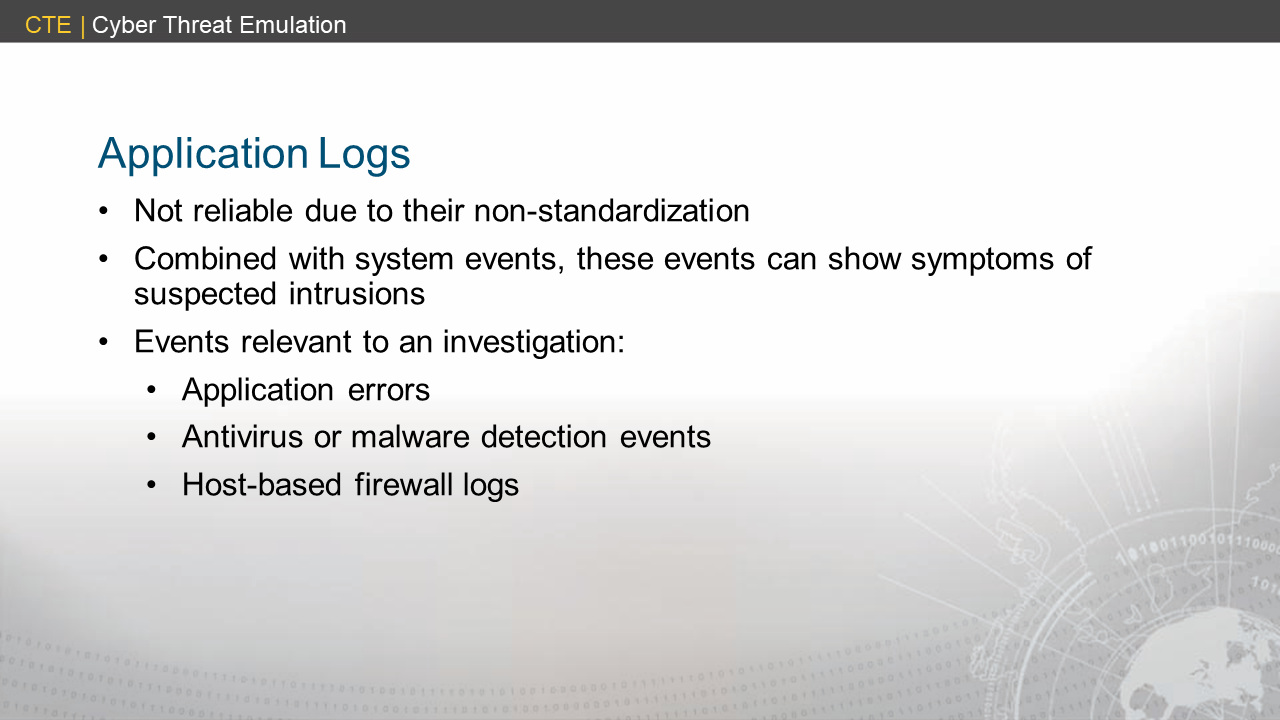 CTE | Cyber Threat Emulation
Application Logs
• Not reliable due to their non-standardization
• Combined with system events, these events can show symptoms of
suspected intrusions
• Events relevant to an investigation:
• Application errors
• Antivirus or malware detection events
• Host-based firewall logs